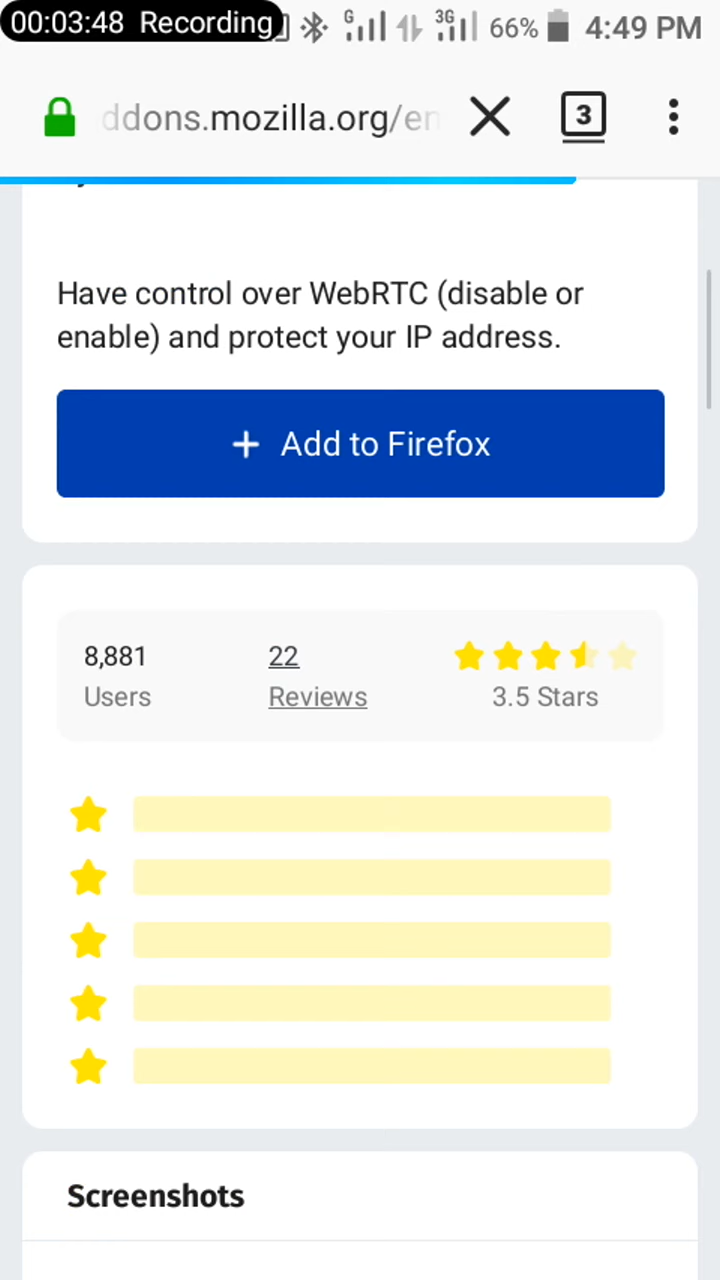 00:03:48 Recording G 3G 66% 4:49 PM
ddons.mozilla.org/en 3
Have control over WebRTC (disable or
enable) and protect your IP address.
+ Add to Firefox
8,881 22
Users Reviews 3.5 Stars
Screenshots